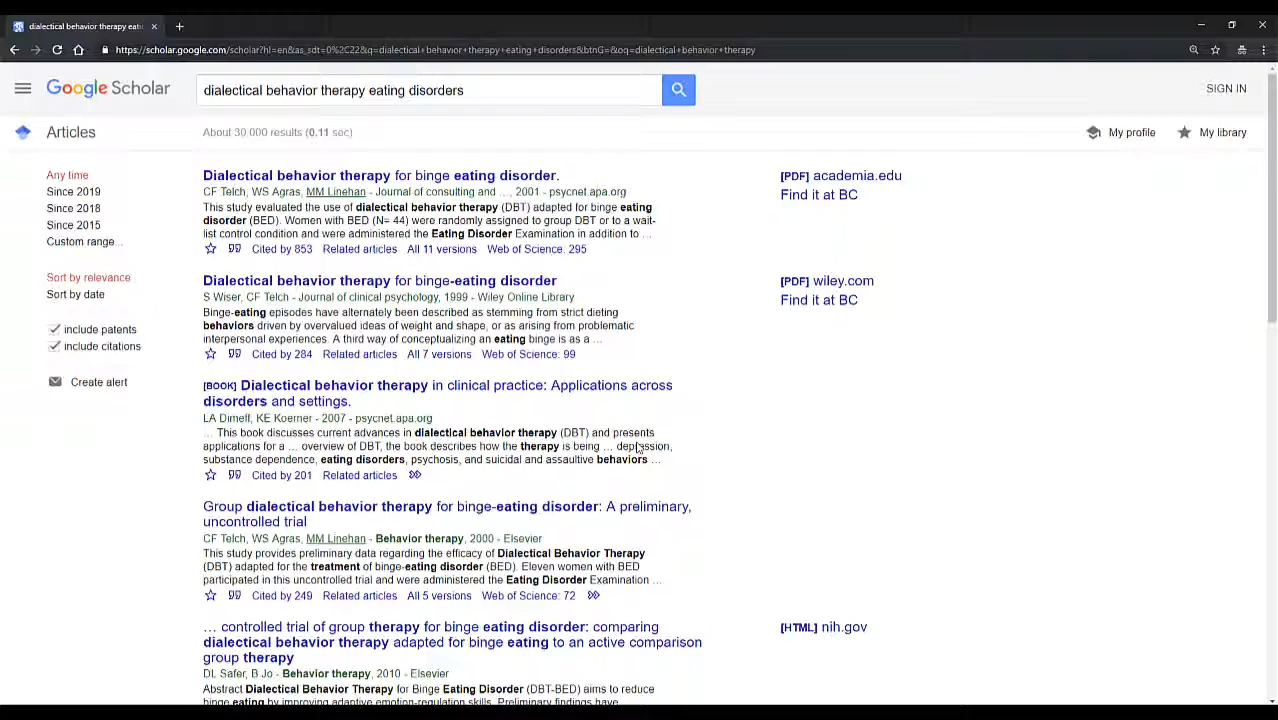 dialectical behavior therapy eati
https://scholar.google.com/scholar?hl=en&as_sdt=0%2C22&q=dialectical+behavior+therapy+eating+disorders&btnG=&oq=dialectical+behavior+therapy
Google Scholar
dialectical behavior therapy eating disorders
SIGN IN
Articles
About 30,000 results (0.11 sec)
My profile
My library
Any time
Since 2019
Since 2018
Since 2015
Custom range...
Sort by relevance
Sort by date
include patents
include citations
Create alert
Dialectical behavior therapy for binge eating disorder.
CF Telch, WS Agras, MM Linehan - Journal of consulting and ..., 2001 - psycnet.apa.org
This study evaluated the use of dialectical behavior therapy (DBT) adapted for binge eating
disorder (BED). Women with BED (N= 44) were randomly assigned to group DBT or to a wait-
list control condition and were administered the Eating Disorder Examination in addition to ...
Cited by 853 Related articles All 11 versions Web of Science: 295
[PDF] academia.edu
Find it at BC
Dialectical behavior therapy for binge-eating disorder
S Wiser, CF Telch - Journal of clinical psychology, 1999 - Wiley Online Library
Binge-eating episodes have alternately been described as stemming from strict dieting
behaviors driven by overvalued ideas of weight and shape, or as arising from problematic
interpersonal experiences. A third way of conceptualizing an eating binge is as a ...
Cited by 284 Related articles All 7 versions Web of Science: 99
[PDF] wiley.com
Find it at BC
[BOOK] Dialectical behavior therapy in clinical practice: Applications across
disorders and settings.
LA Dimeff, KE Koerner - 2007 - psycnet.apa.org
... This book discusses current advances in dialectical behavior therapy (DBT) and presents
applications for a ... overview of DBT, the book describes how the therapy is being ... depression,
substance dependence, eating disorders, psychosis, and suicidal and assaultive behaviors ...
Cited by 201 Related articles
Group dialectical behavior therapy for binge-eating disorder: A preliminary,
uncontrolled trial
CF Telch, WS Agras, MM Linehan - Behavior therapy, 2000 - Elsevier
This study provides preliminary data regarding the efficacy of Dialectical Behavior Therapy
(DBT) adapted for the treatment of binge-eating disorder (BED). Eleven women with BED
participated in this uncontrolled trial and were administered the Eating Disorder Examination ...
Cited by 249 Related articles All 5 versions Web of Science: 72
... controlled trial of group therapy for binge eating disorder: comparing
dialectical behavior therapy adapted for binge eating to an active comparison
group therapy
DL Safer, B Jo - Behavior therapy, 2010 - Elsevier
Abstract Dialectical Behavior Therapy for Binge Eating Disorder (DBT-BED) aims to reduce
binge eating by improving adaptive emotion-regulation skills. Preliminary findings have
[HTML] nih.gov